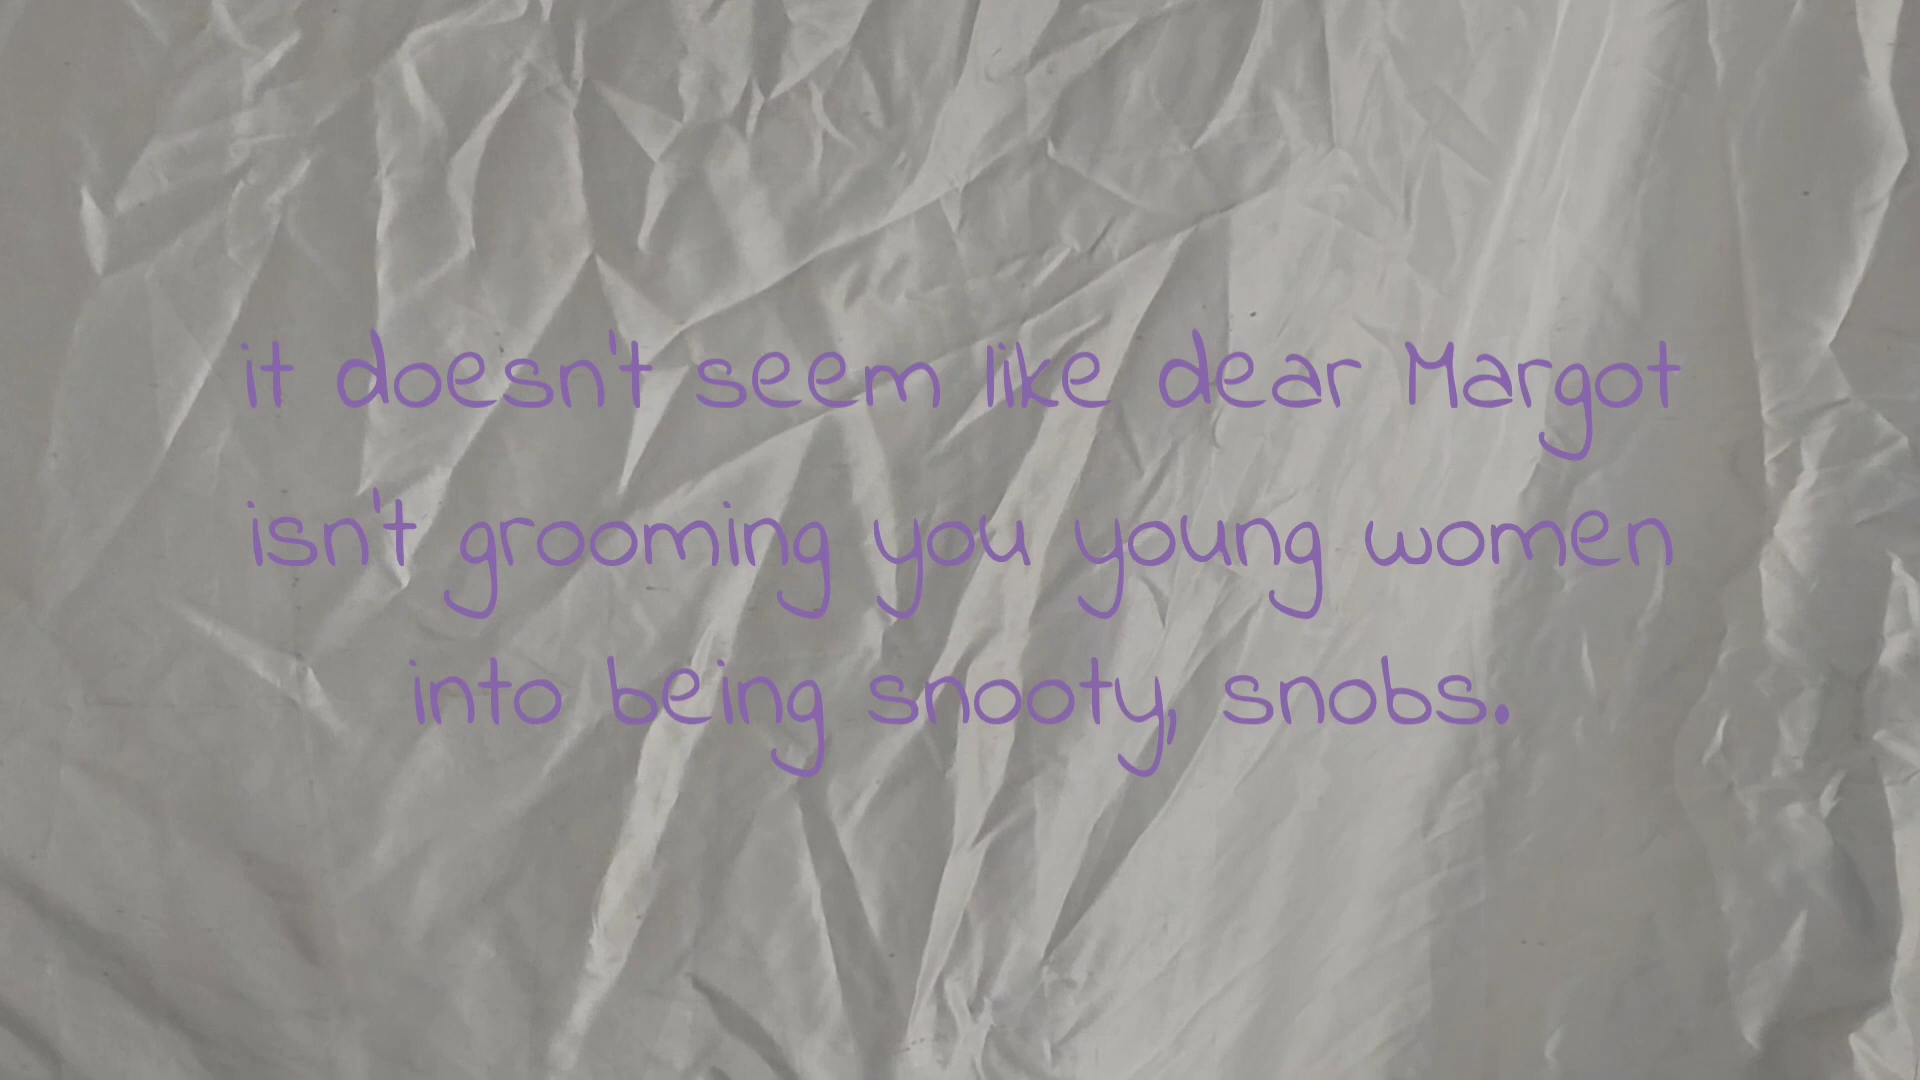 it doesn't seem like dear Margot
isn't grooming you young women
into being snooty, snobs.